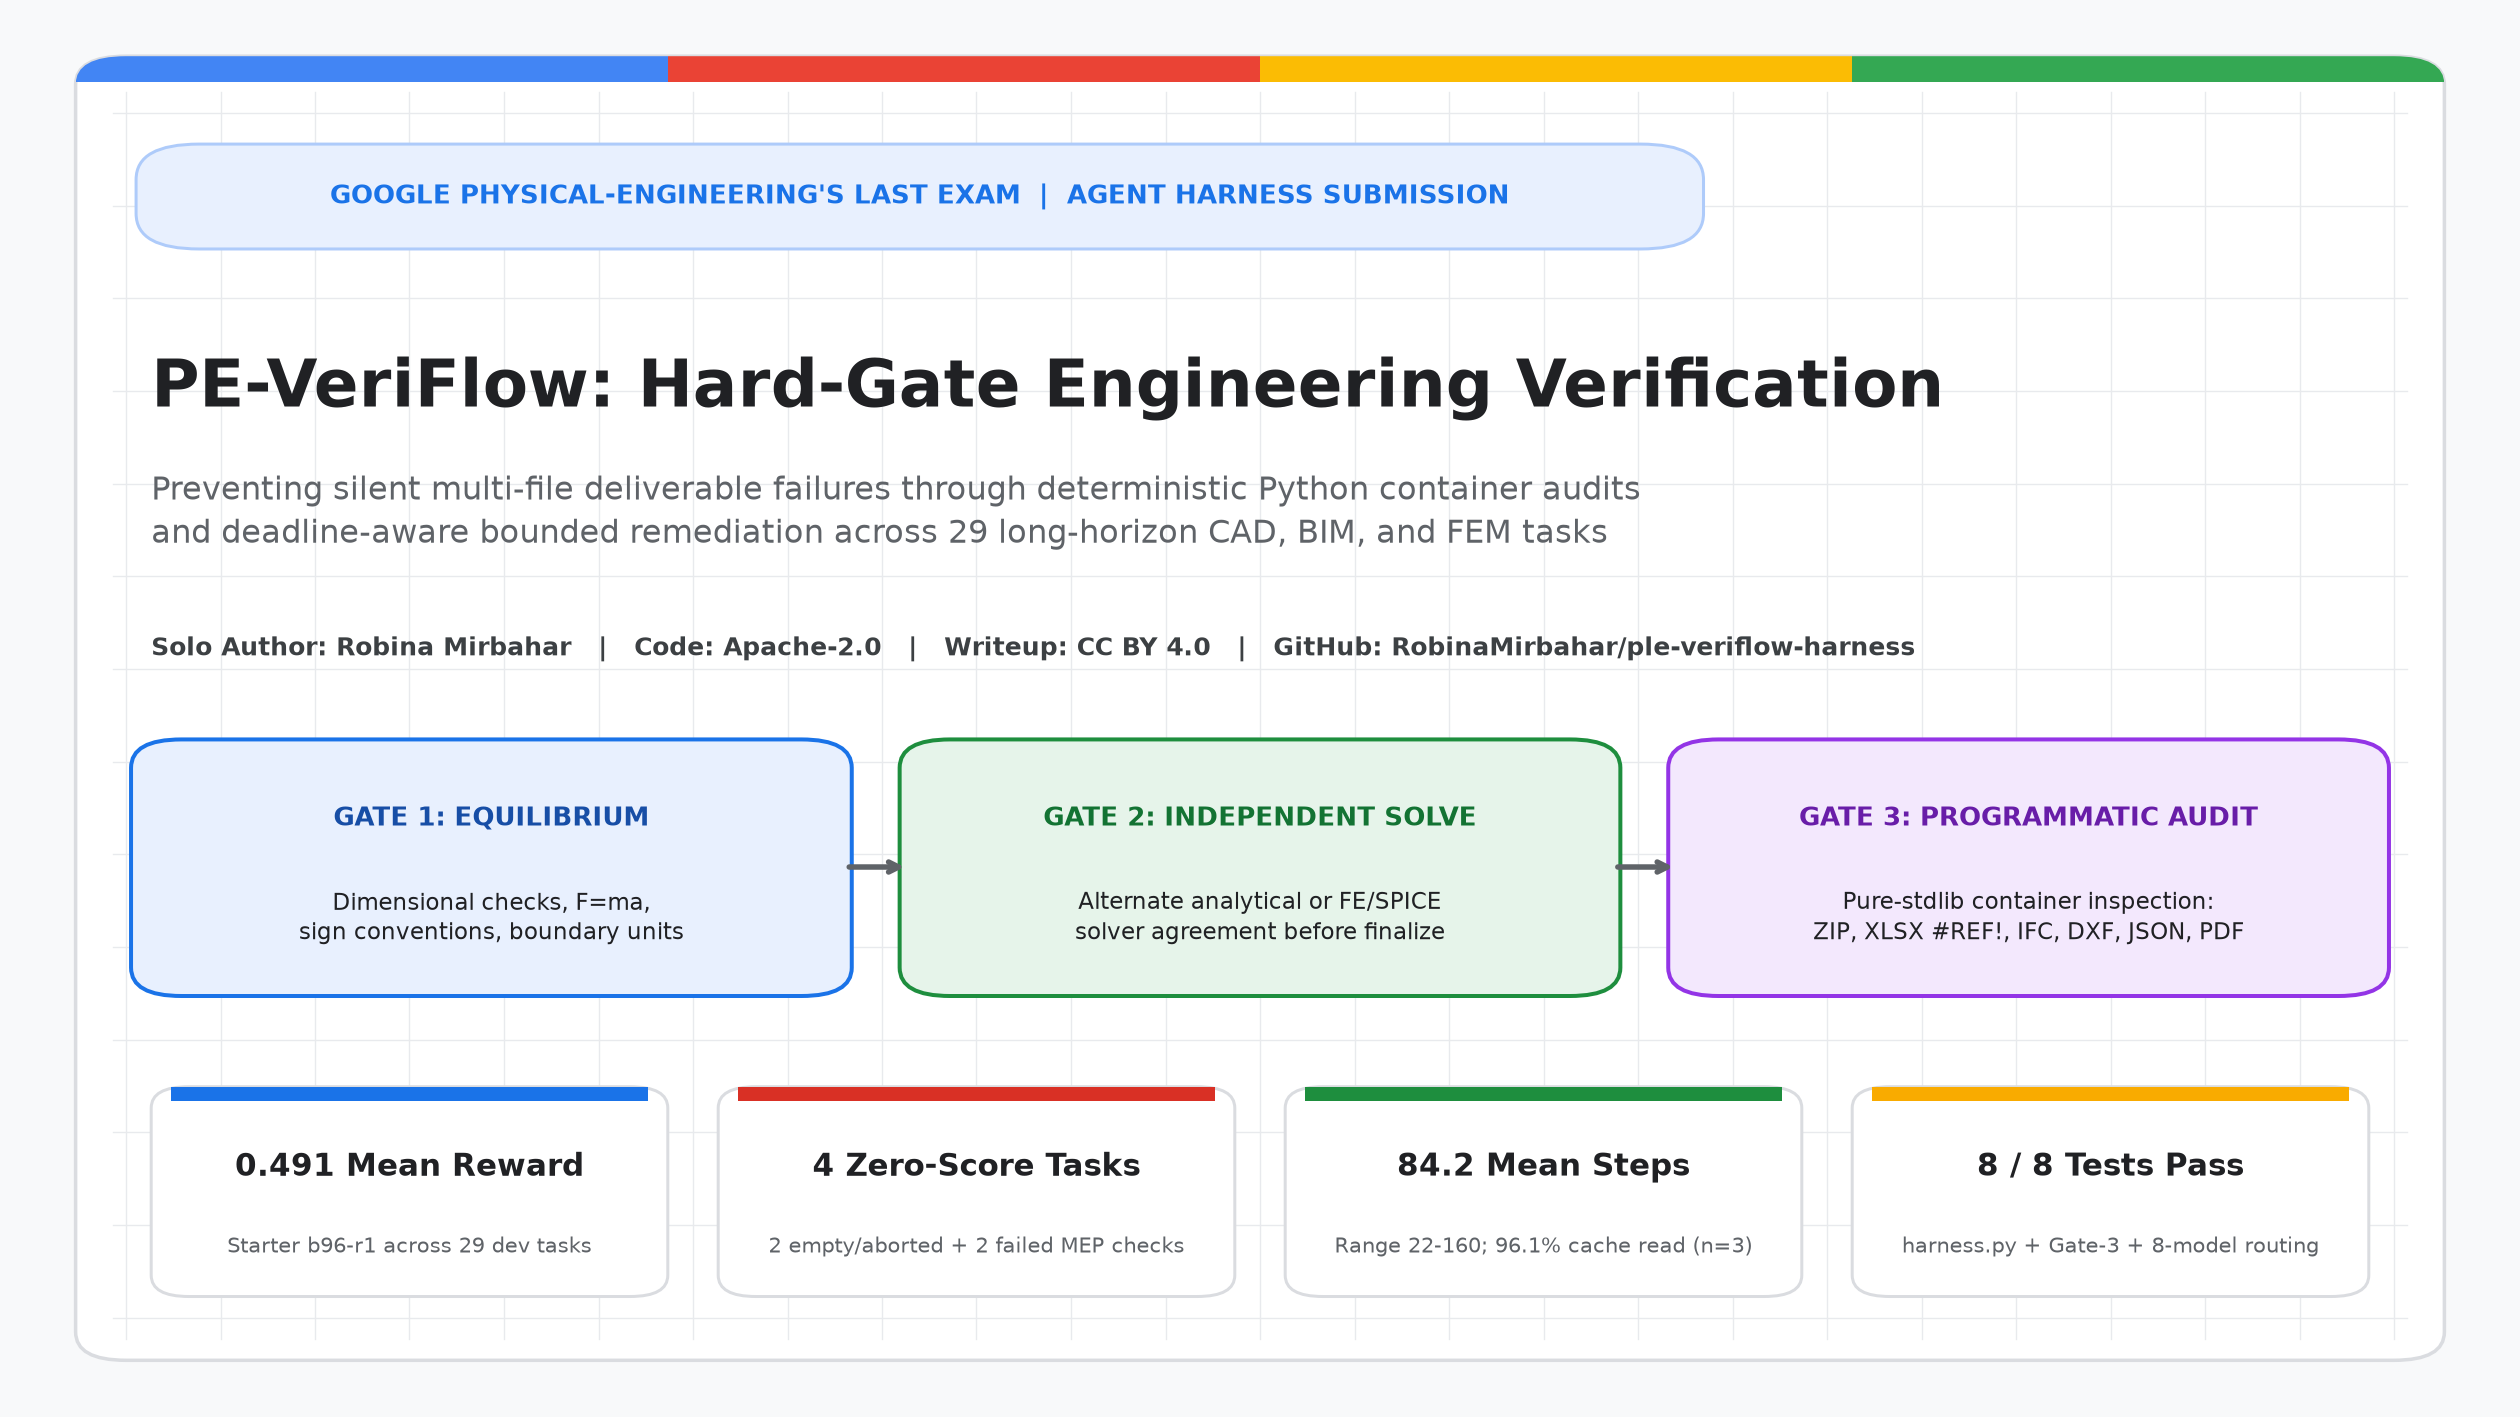 GOOGLE PHYSICAL-ENGINEERING'S LAST EXAM | AGENT HARNESS SUBMISSION
PE-VeriFlow: Hard-Gate Engineering Verification
Preventing silent multi-file deliverable failures through deterministic Python container audits
and deadline-aware bounded remediation across 29 long-horizon CAD, BIM, and FEM tasks
Solo Author: Robina Mirbahar | Code: Apache-2.0 | Writeup: CC BY 4.0 | GitHub: RobinaMirbahar/ple-veriflow-harness
GATE 1: EQUILIBRIUM
Dimensional checks, F=ma,
sign conventions, boundary units
GATE 2: INDEPENDENT SOLVE
Alternate analytical or FE/SPICE
solver agreement before finalize
GATE 3: PROGRAMMATIC AUDIT
Pure-stdlib container inspection:
ZIP, XLSX #REF!, IFC, DXF, JSON, PDF
0.491 Mean Reward
Starter b96-r1 across 29 dev tasks
4 Zero-Score Tasks
2 empty/aborted + 2 failed MEP checks
84.2 Mean Steps
Range 22-160; 96.1% cache read (n=3)
8 / 8 Tests Pass
harness.py + Gate-3 + 8-model routing